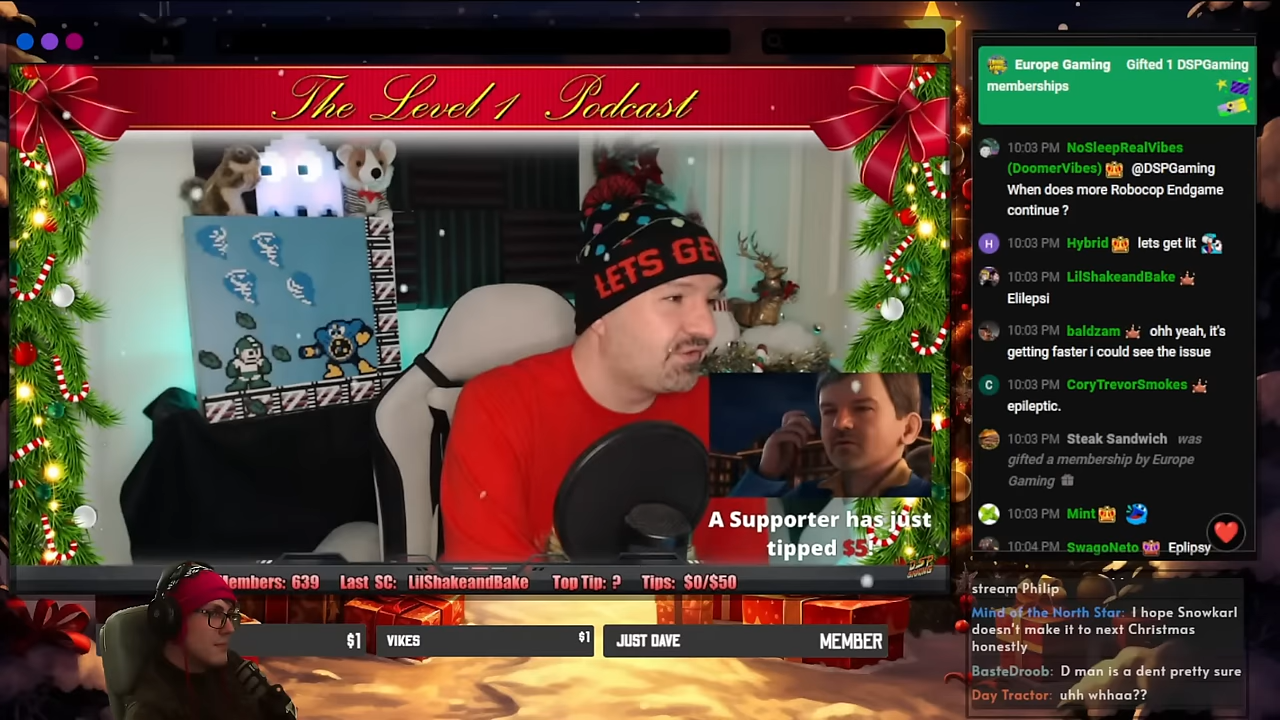 The Level 1 Podcast
LETS GE
A Supporter has just
tipped $5!
Members: 639 Last SC: LilShakeandBake Top Tip: ? Tips: $0/$50
$1
VIKES $1
JUST DAVE MEMBER
Europe Gaming Gifted 1 DSPGaming
memberships
10:03 PM NoSleepRealVibes
(DoomerVibes) @DSPGaming
When does more Robocop Endgame
continue ?
H 10:03 PM Hybrid lets get lit
10:03 PM LilShakeandBake
Elilepsi
10:03 PM baldzam ohh yeah, it's
getting faster i could see the issue
C 10:03 PM CoryTrevorSmokes
epileptic.
10:03 PM Steak Sandwich was
gifted a membership by Europe
Gaming
10:03 PM Mint
10:04 PM SwagoNeto Eplipsy
stream Philip
Mind of the North Star: I hope Snowkarl
doesn't make it to next Christmas
honestly
BasteDroob: D man is a dent pretty sure
Day Tractor: uhh whhaa??